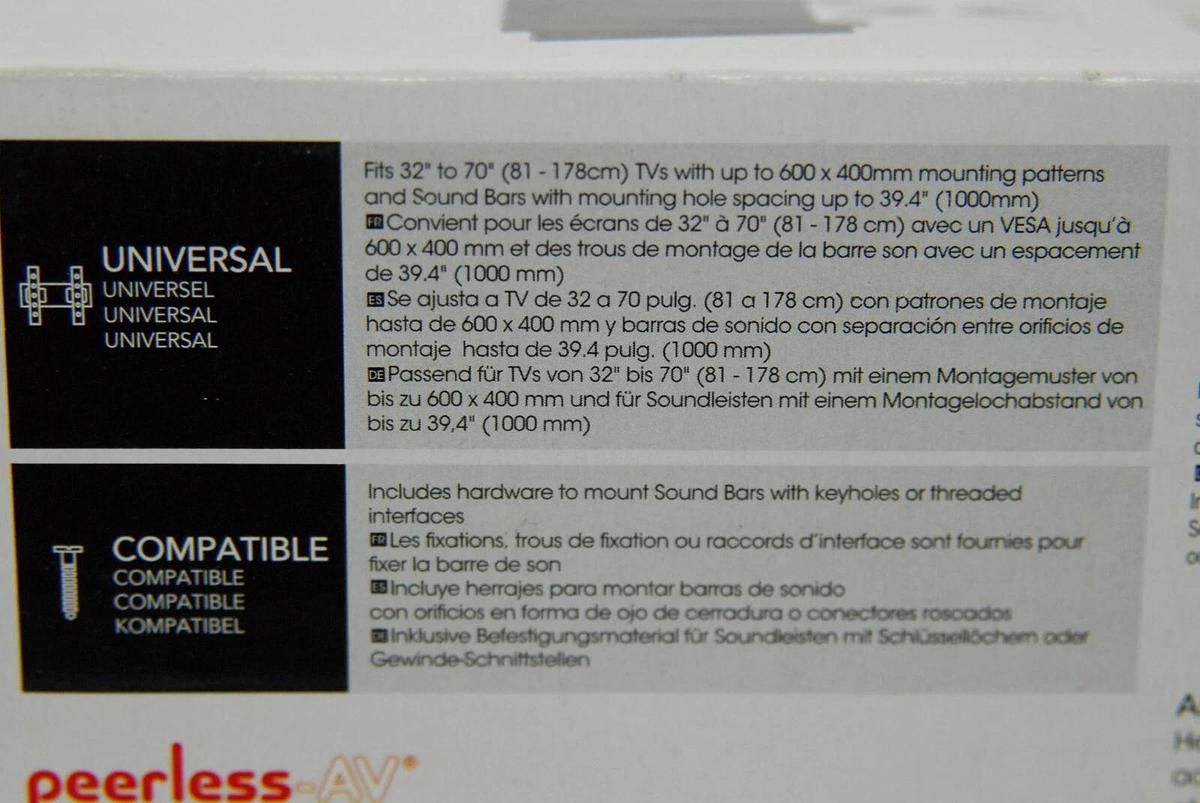 UNIVERSAL
UNIVERSEL
UNIVERSAL
UNIVERSAL
Fits 32" to 70" (81 - 178cm) TVs with up to 600 x 400mm mounting patterns
and Sound Bars with mounting hole spacing up to 39.4" (1000mm)
FR Convient pour les écrans de 32" à 70" (81 - 178 cm) avec un VESA jusqu'à
600 x 400 mm et des trous de montage de la barre son avec un espacement
de 39.4" (1000 mm)
ES Se ajusta a TV de 32 a 70 pulg. (81 a 178 cm) con patrones de montaje
hasta de 600 x 400 mm y barras de sonido con separación entre orificios de
montaje hasta de 39.4 pulg. (1000 mm)
DE Passend für TVs von 32" bis 70" (81 - 178 cm) mit einem Montagemuster von
bis zu 600 x 400 mm und für Soundleisten mit einem Montagelochabstand von
bis zu 39,4" (1000 mm)
COMPATIBLE
COMPATIBLE
COMPATIBLE
KOMPATIBEL
Includes hardware to mount Sound Bars with keyholes or threaded
interfaces
FR Les fixations, trous de fixation ou raccords d'interface sont fournies pour
fixer la barre de son
ES Incluye herrajes para montar barras de sonido
con orificios en forma de ojo de cerradura o conectores roscados
DE Inklusive Befestigungsmaterial für Soundleisten mit Schlüssellöchern oder
Gewinde-Schnittstellen
peerless-AV®